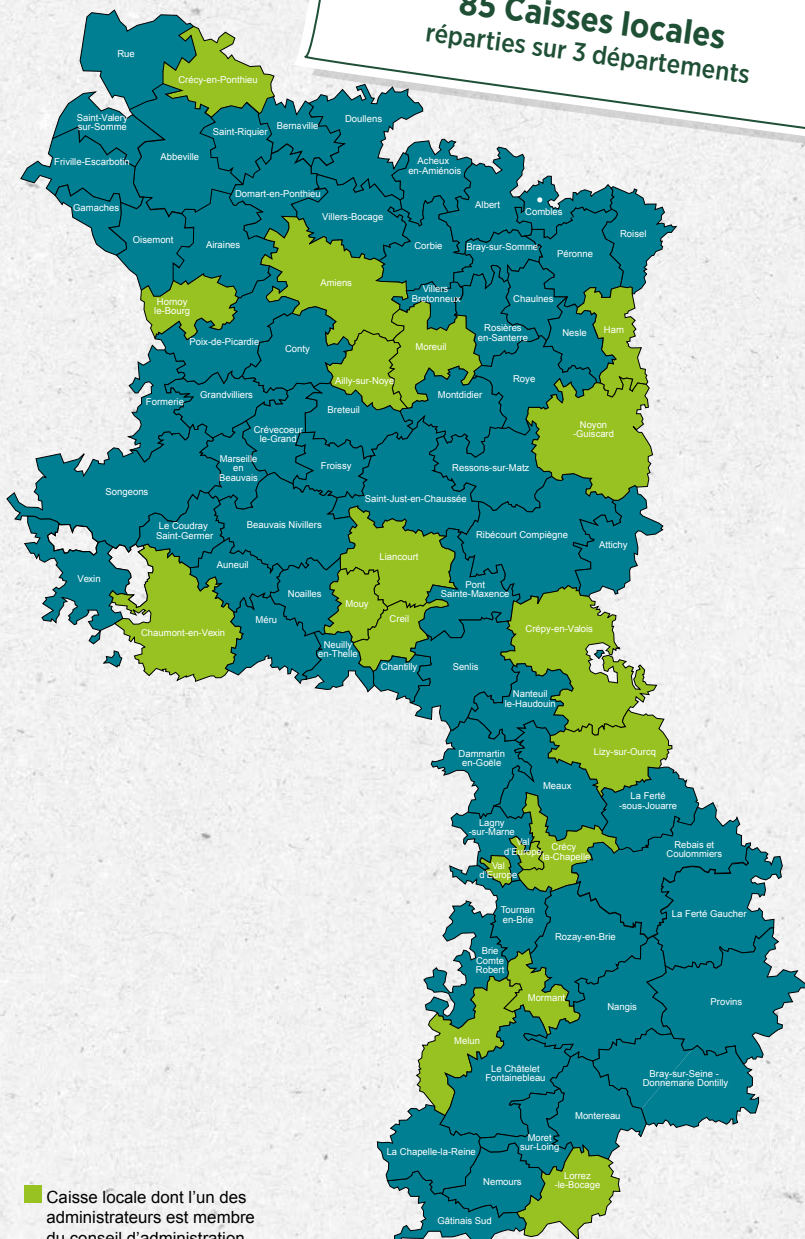 85 Caisses locales
réparties sur 3 départements
Rue
Crécy-en-Ponthieu
Saint-Valery
sur-Somme
Saint-Riquier
Bernaville
Doullens
Friville-Escarbotin
Abbeville
Acheux
en-Amiénois
Domart-en-Ponthieu
Gamaches
Villers-Bocage
Albert
Combles
Oisemont
Airaines
Corbie
Bray-sur-Somme
Péronne
Roisel
Amiens
Villers
Bretonneux
Chaulnes
Hornoy
le-Bourg
Rosières
en-Santerre
Nesle
Ham
Poix-de-Picardie
Conty
Moreuil
Ailly-sur-Noye
Roye
Formerie
Grandvilliers
Breteuil
Montdidier
Crévecoeur
le-Grand
Noyon
-Guiscard
Marseille
en
Beauvais
Froissy
Ressons-sur-Matz
Songeons
Saint-Just-en-Chaussée
Le Coudray
Saint-Germer
Beauvais Nivillers
Ribécourt Compiègne
Attichy
Vexin
Auneuil
Liancourt
Noailles
Mouy
Pont
Sainte-Maxence
Chaumont-en-Vexin
Méru
Creil
Crépy-en-Valois
Neuilly
en-Thelle
Chantilly
Senlis
Nanteuil
le-Haudouin
Dammartin
en-Goële
Lizy-sur-Ourcq
Meaux
La Ferté
-sous-Jouarre
Lagny
-sur-Marne
Val
d'Europe
Crécy
la-Chapelle
Rebais et
Coulommiers
Val
d'Europe
Tournan
en-Brie
La Ferté Gaucher
Rozay-en-Brie
Brie
Comte
Robert
Mormant
Nangis
Provins
Melun
Le Châtelet
Fontainebleau
Bray-sur-Seine -
Donnemarie Dontilly
Montereau
La Chapelle-la-Reine
Moret
sur-Loing
Nemours
Lorrez
-le-Bocage
Gâtinais Sud
Caisse locale dont l'un des
administrateurs est membre
du conseil d'administration